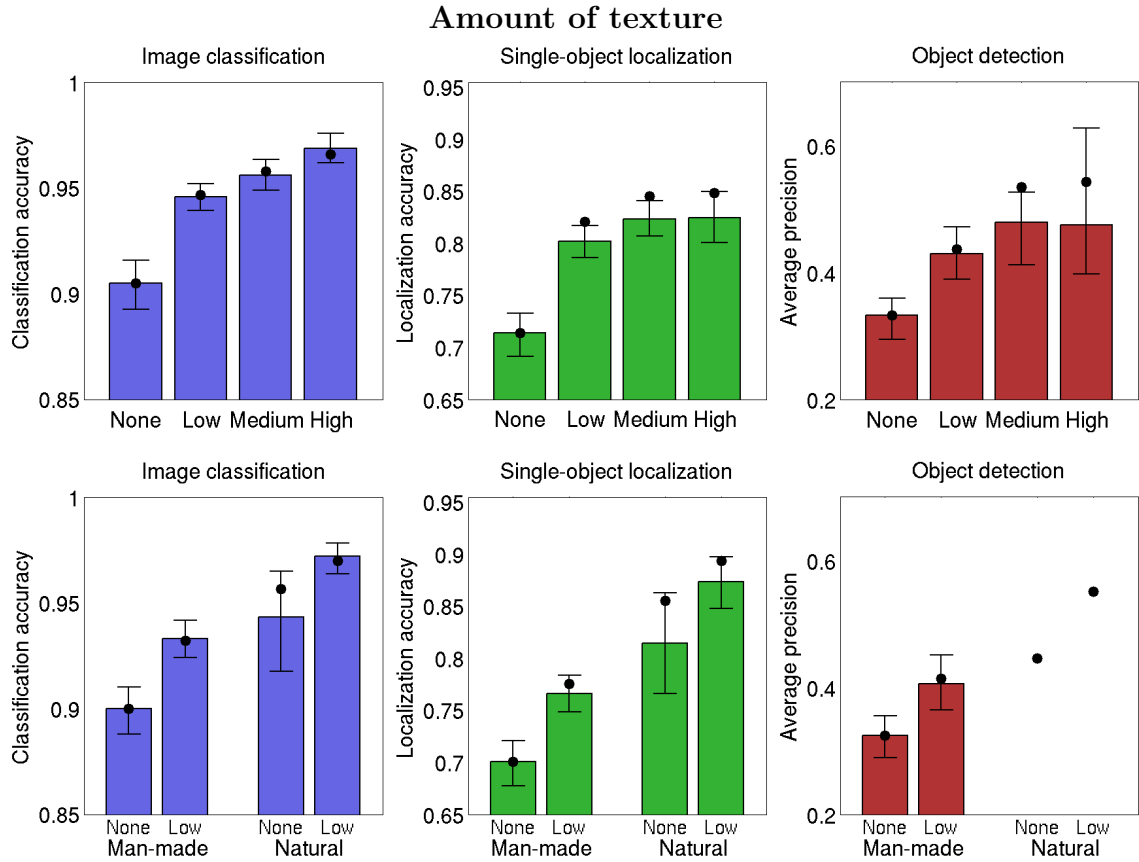 Amount of texture
Image classification
Single-object localization
Object detection
Classification accuracy
1
0.95
0.9
0.85
None Low Medium High
Localization accuracy
0.95
0.9
0.85
0.8
0.75
0.7
0.65
None Low Medium High
Average precision
0.6
0.4
0.2
None Low Medium High
Image classification
Single-object localization
Object detection
Classification accuracy
1
0.95
0.9
0.85
None Low None Low
Man-made Natural
Localization accuracy
0.95
0.9
0.85
0.8
0.75
0.7
0.65
None Low None Low
Man-made Natural
Average precision
0.6
0.4
0.2
None Low None Low
Man-made Natural